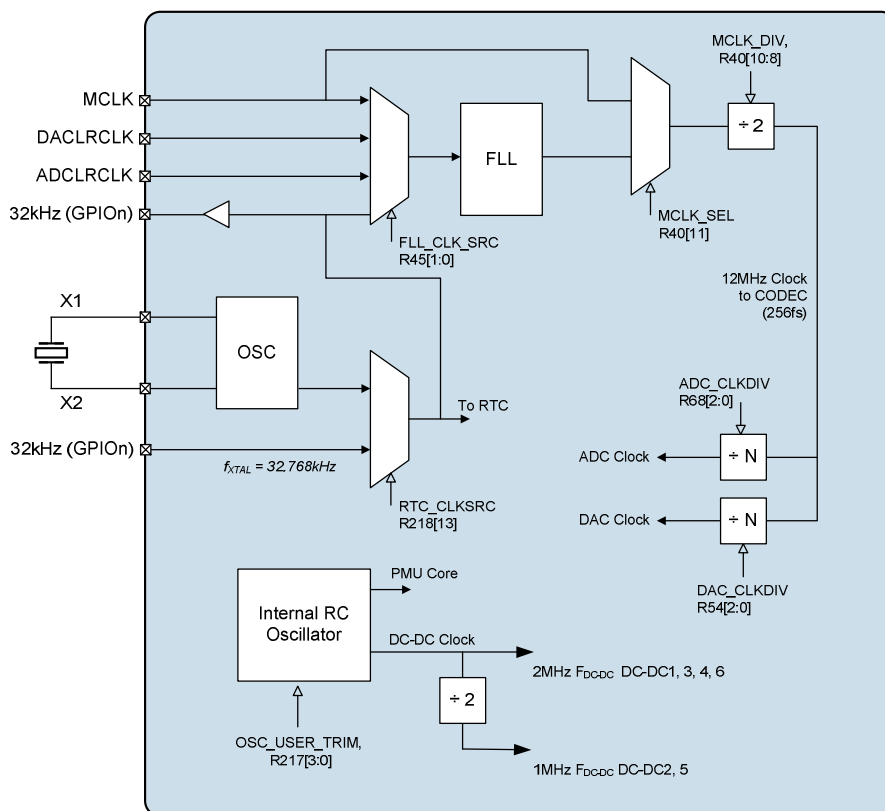 MCLK_DIV,
R40[10:8]
MCLK
÷ 2
DACLRCLK
FLL
ADCLRCLK
32kHz (GPIOn)
FLL_CLK_SRC
R45[1:0]
MCLK_SEL
R40[11]
12MHz Clock
to CODEC
(256fs)
X1
OSC
X2
To RTC
ADC_CLKDIV
R68[2:0]
32kHz (GPIOn)
fXTAL = 32.768kHz
ADC Clock
÷ N
RTC_CLKSRC
R218[13]
DAC Clock
÷ N
PMU Core
DAC_CLKDIV
R54[2:0]
Internal RC
Oscillator
DC-DC Clock
2MHz FDC-DC DC-DC1, 3, 4, 6
÷ 2
OSC_USER_TRIM,
R217[3:0]
1MHz FDC-DC DC-DC2, 5